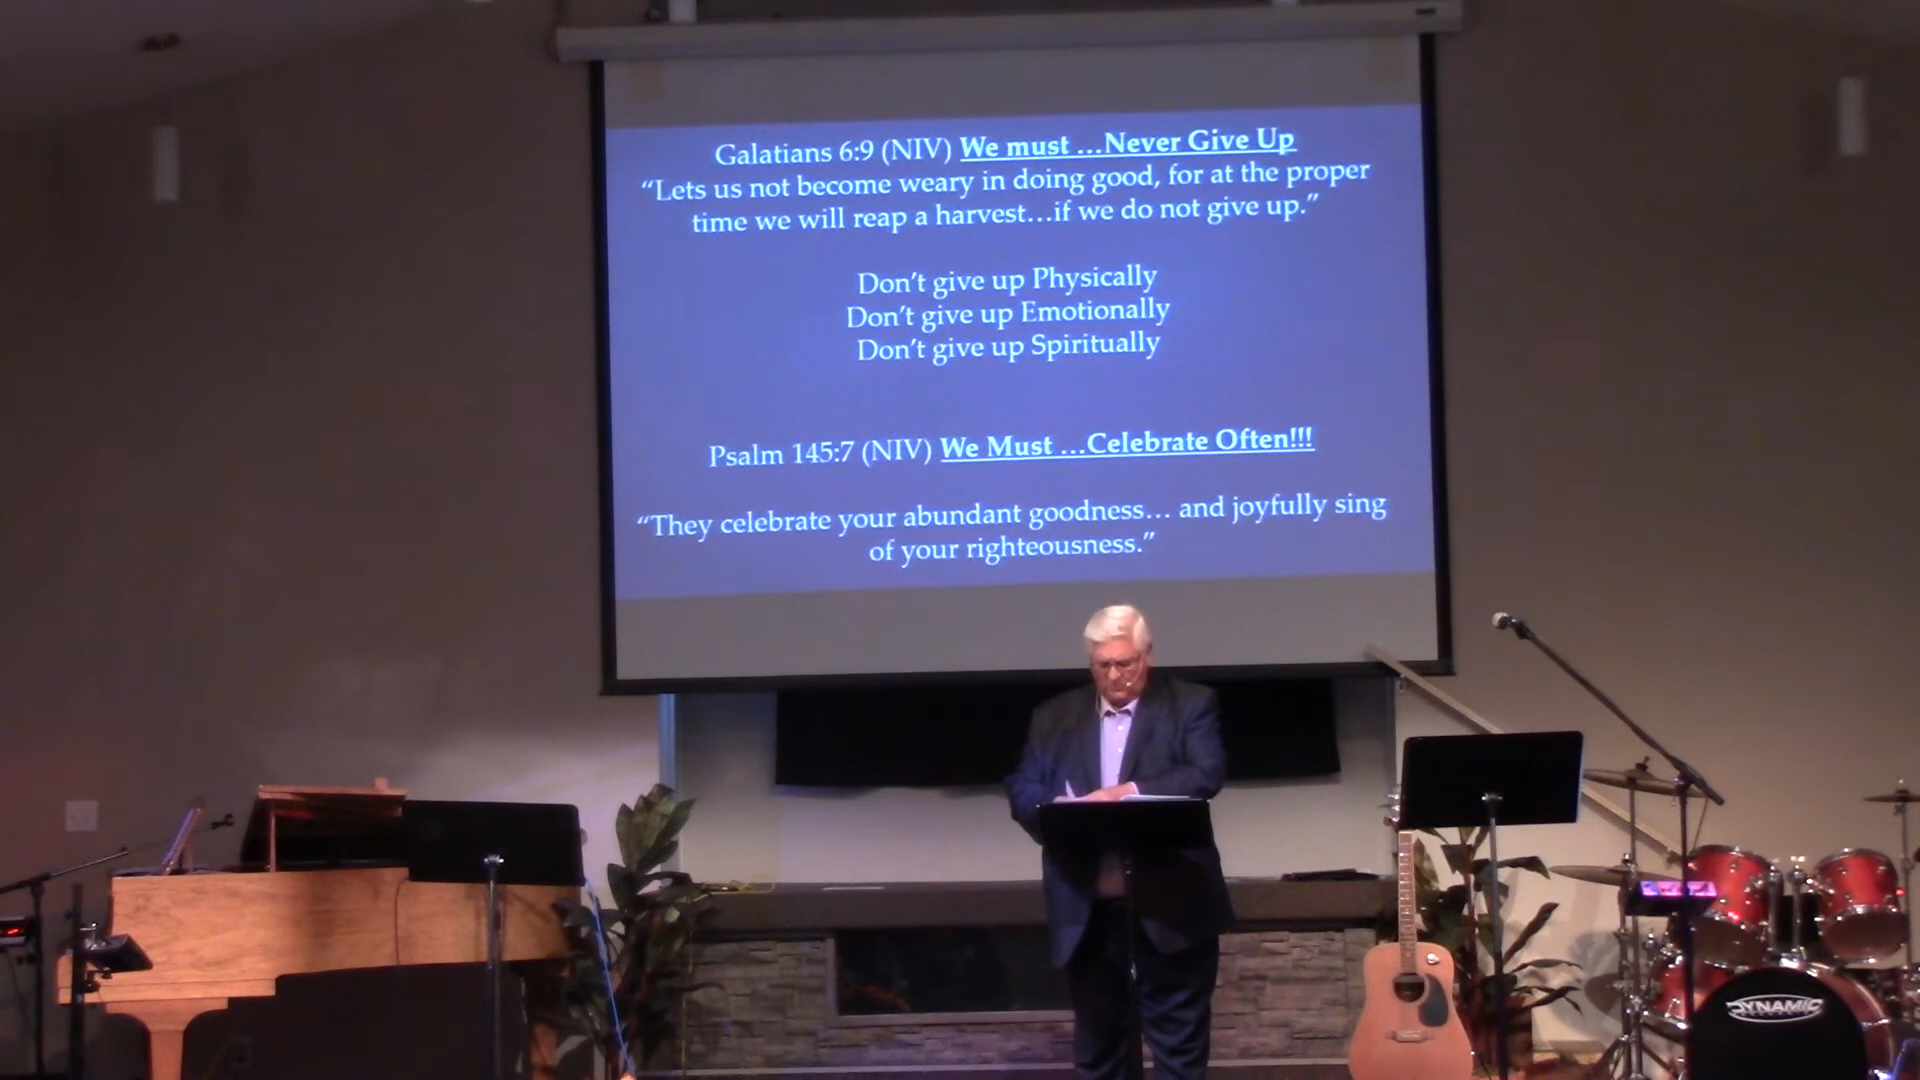 Galatians 6:9 (NIV) We must ...Never Give Up
“Lets us not become weary in doing good, for at the proper
time we will reap a harvest...if we do not give up.”
Don’t give up Physically
Don’t give up Emotionally
Don’t give up Spiritually
Psalm 145:7 (NIV) We Must ...Celebrate Often!!!
“They celebrate your abundant goodness... and joyfully sing
of your righteousness.”
DYNAMIC